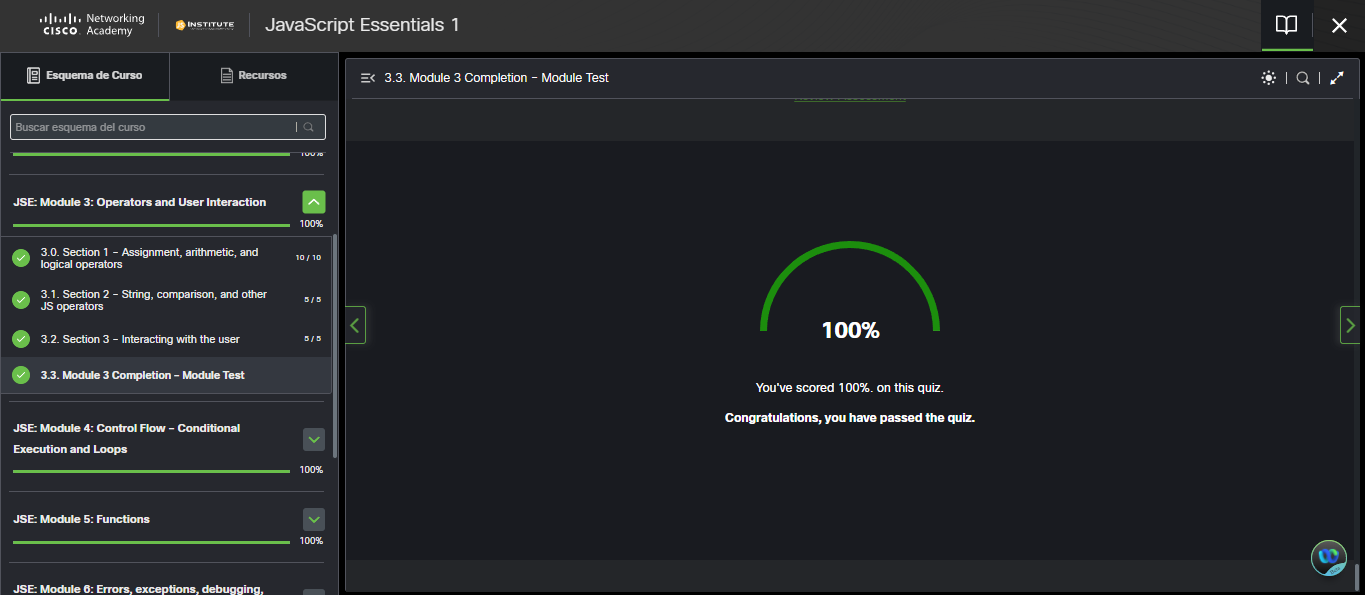 Networking
CISCO Academy
INSTITUTE
JavaScript Essentials 1
Esquema de Curso
Recursos
Buscar esquema del curso
100%
JSE: Module 3: Operators and User Interaction
100%
3.0. Section 1 – Assignment, arithmetic, and
logical operators
10 / 10
3.1. Section 2 – String, comparison, and other
JS operators
5 / 5
3.2. Section 3 – Interacting with the user
5 / 5
3.3. Module 3 Completion – Module Test
JSE: Module 4: Control Flow – Conditional
Execution and Loops
100%
JSE: Module 5: Functions
100%
JSE: Module 6: Errors, exceptions, debugging,
3.3. Module 3 Completion – Module Test
100%
You've scored 100%. on this quiz.
Congratulations, you have passed the quiz.